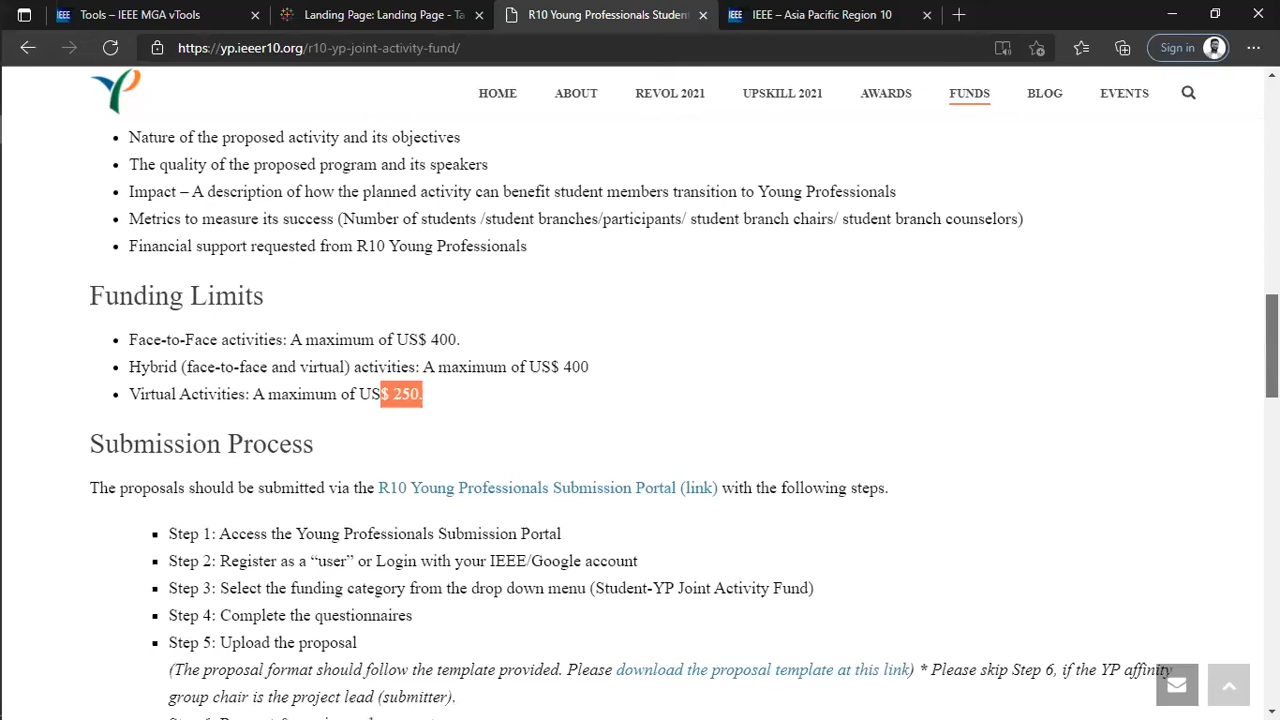 Tools – IEEE MGA vTools
Landing Page: Landing Page - Ta
R10 Young Professionals Student
IEEE – Asia Pacific Region 10
https://yp.ieeer10.org/r10-yp-joint-activity-fund/
Sign in
HOME ABOUT REVOL 2021 UPSKILL 2021 AWARDS FUNDS BLOG EVENTS
• Nature of the proposed activity and its objectives
• The quality of the proposed program and its speakers
• Impact – A description of how the planned activity can benefit student members transition to Young Professionals
• Metrics to measure its success (Number of students /student branches/participants/ student branch chairs/ student branch counselors)
• Financial support requested from R10 Young Professionals
Funding Limits
• Face-to-Face activities: A maximum of US$ 400.
• Hybrid (face-to-face and virtual) activities: A maximum of US$ 400
• Virtual Activities: A maximum of US$ 250.
Submission Process
The proposals should be submitted via the R10 Young Professionals Submission Portal (link) with the following steps.
▪ Step 1: Access the Young Professionals Submission Portal
▪ Step 2: Register as a “user” or Login with your IEEE/Google account
▪ Step 3: Select the funding category from the drop down menu (Student-YP Joint Activity Fund)
▪ Step 4: Complete the questionnaires
▪ Step 5: Upload the proposal
(The proposal format should follow the template provided. Please download the proposal template at this link) * Please skip Step 6, if the YP affinity
group chair is the project lead (submitter).